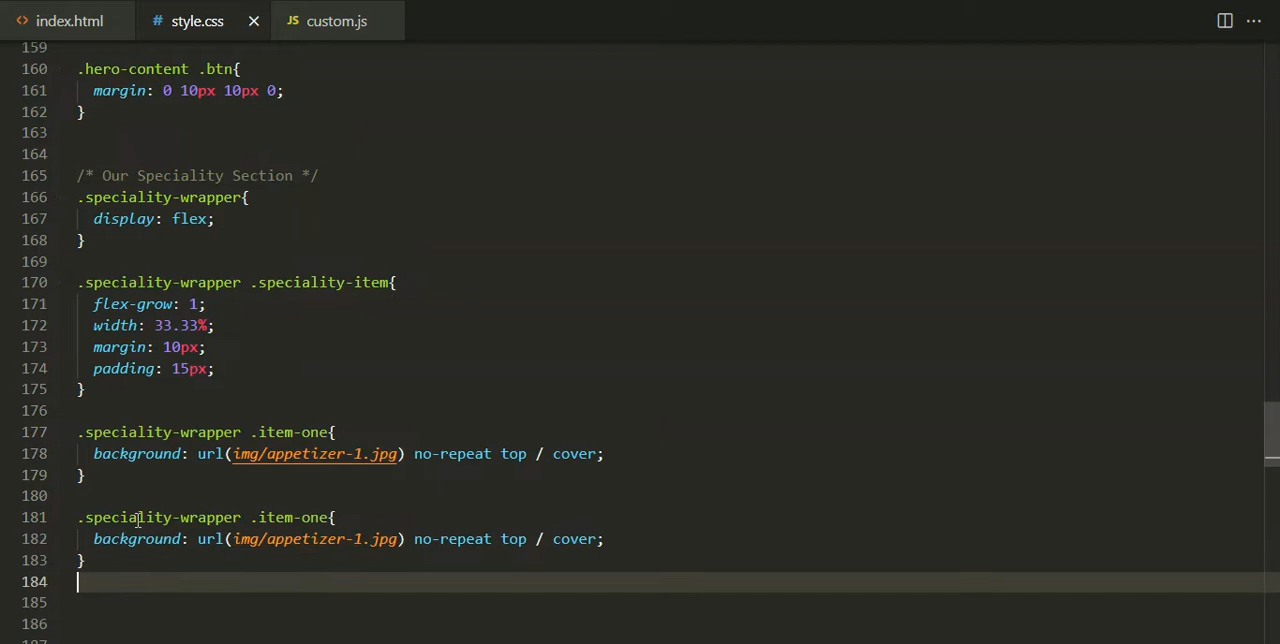 <> index.html # style.css × JS custom.js ···
159
160 .hero-content .btn{
161 margin: 0 10px 10px 0;
162 }
163
164
165 /* Our Speciality Section */
166 .speciality-wrapper{
167 display: flex;
168 }
169
170 .speciality-wrapper .speciality-item{
171 flex-grow: 1;
172 width: 33.33%;
173 margin: 10px;
174 padding: 15px;
175 }
176
177 .speciality-wrapper .item-one{
178 background: url(img/appetizer-1.jpg) no-repeat top / cover;
179 }
180
181 .speciality-wrapper .item-one{
182 background: url(img/appetizer-1.jpg) no-repeat top / cover;
183 }
184
185
186
187